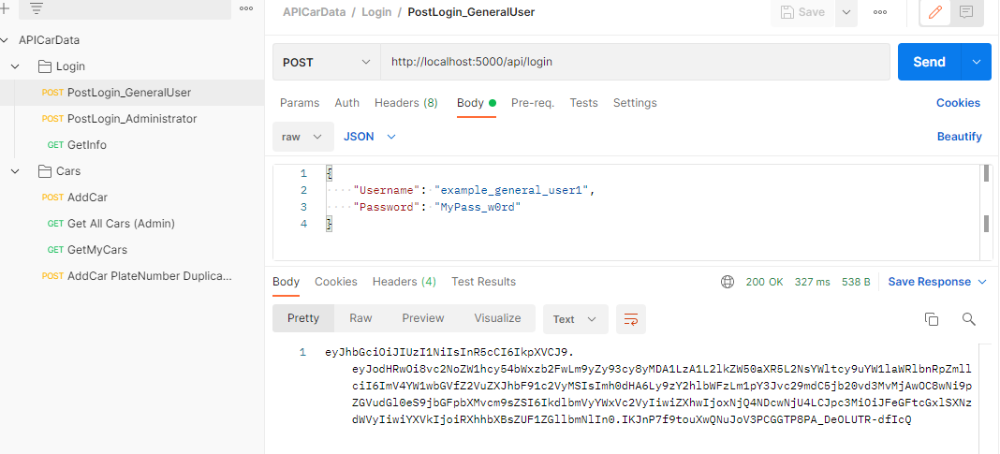 APICarData / Login / PostLogin_GeneralUser
Save
APICarData
Login
POST PostLogin_GeneralUser
POST PostLogin_Administrator
GET GetInfo
Cars
POST AddCar
GET Get All Cars (Admin)
GET GetMyCars
POST AddCar PlateNumber Duplica...
POST http://localhost:5000/api/login Send
Params Auth Headers (8) Body Pre-req. Tests Settings Cookies
raw JSON Beautify
1 {
2 "Username": "example_general_user1",
3 "Password": "MyPass_w0rd"
4 }
Body Cookies Headers (4) Test Results 200 OK 327 ms 538 B Save Response
Pretty Raw Preview Visualize Text
1 eyJhbGciOiJIUzI1NiIsInR5cCI6IkpXVCJ9.
eyJodHRwOi8vc2NoZW1hcy54bWxzb2FwLm9yZy93cy8yMDA1LzA1L2lkZW50aXR5L2NsYWltcy9uYW1laWRlbnRpZmll
ciI6ImV4YW1wbGVfZ2VuZXJhbF91c2VyMSIsImh0dHA6Ly9zY2hlbWFzLm1pY3Jvc29mdC5jb20vd3MvMjAwOC8wNi9p
ZGVudGl0eS9jbGFpbXMvcm9sZSI6IkdlbmVyYWxVc2VyIiwiZXhwIjoxNjQ4NDcwNjU4LCJpc3MiOiJFeGFtcGxlSXNz
dWVyIiwiYXVkIjoiRXhhbXBsZUF1ZGllbmNlIn0.IKJnP7f9touXwQNuJoV3PCGGTP8PA_DeOLUTR-dfIcQ